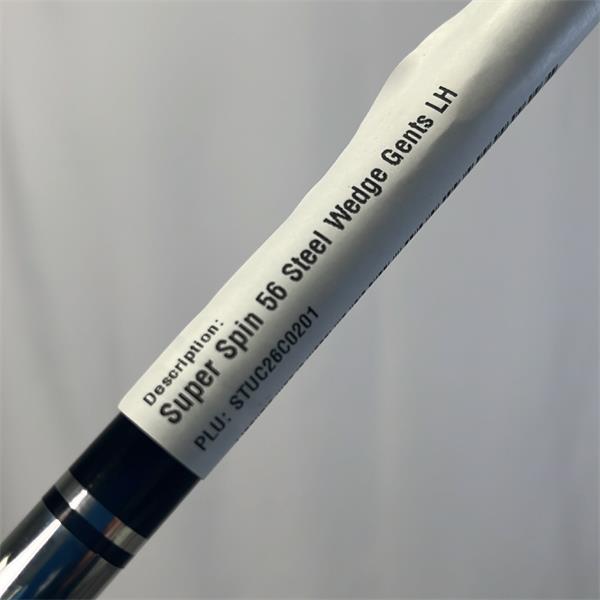 Description:
Super Spin 56 Steel Wedge Gents LH
PLU: STUC26C0201